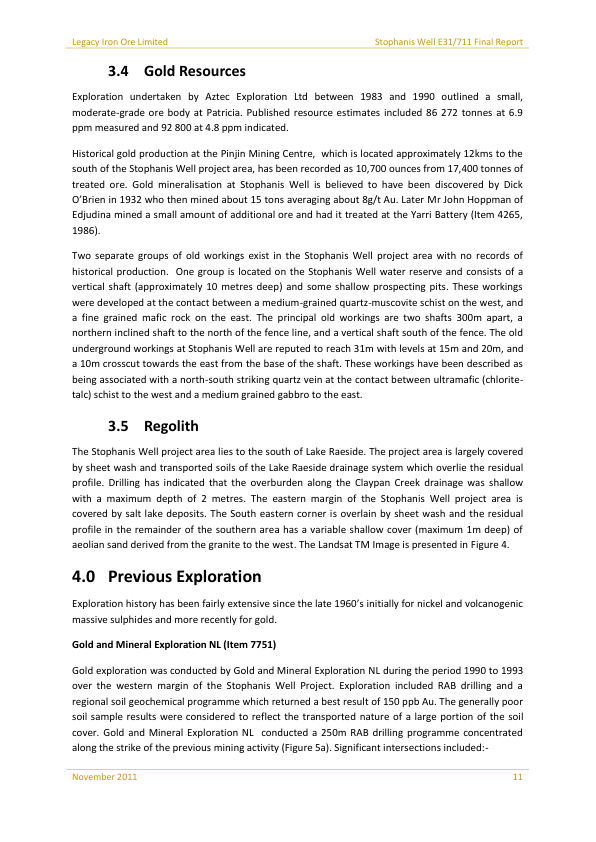 Legacy Iron Ore Limited Stophanis Well E31/711 Final Report
3.4 Gold Resources
Exploration undertaken by Aztec Exploration Ltd between 1983 and 1990 outlined a small,
moderate-grade ore body at Patricia. Published resource estimates included 86 272 tonnes at 6.9
ppm measured and 92 800 at 4.8 ppm indicated.
Historical gold production at the Pinjin Mining Centre, which is located approximately 12kms to the
south of the Stophanis Well project area, has been recorded as 10,700 ounces from 17,400 tonnes of
treated ore. Gold mineralisation at Stophanis Well is believed to have been discovered by Dick
O’Brien in 1932 who then mined about 15 tons averaging about 8g/t Au. Later Mr John Hoppman of
Edjudina mined a small amount of additional ore and had it treated at the Yarri Battery (Item 4265,
1986).
Two separate groups of old workings exist in the Stophanis Well project area with no records of
historical production. One group is located on the Stophanis Well water reserve and consists of a
vertical shaft (approximately 10 metres deep) and some shallow prospecting pits. These workings
were developed at the contact between a medium-grained quartz-muscovite schist on the west, and
a fine grained mafic rock on the east. The principal old workings are two shafts 300m apart, a
northern inclined shaft to the north of the fence line, and a vertical shaft south of the fence. The old
underground workings at Stophanis Well are reputed to reach 31m with levels at 15m and 20m, and
a 10m crosscut towards the east from the base of the shaft. These workings have been described as
being associated with a north-south striking quartz vein at the contact between ultramafic (chlorite-
talc) schist to the west and a medium grained gabbro to the east.
3.5 Regolith
The Stophanis Well project area lies to the south of Lake Raeside. The project area is largely covered
by sheet wash and transported soils of the Lake Raeside drainage system which overlie the residual
profile. Drilling has indicated that the overburden along the Claypan Creek drainage was shallow
with a maximum depth of 2 metres. The eastern margin of the Stophanis Well project area is
covered by salt lake deposits. The South eastern corner is overlain by sheet wash and the residual
profile in the remainder of the southern area has a variable shallow cover (maximum 1m deep) of
aeolian sand derived from the granite to the west. The Landsat TM Image is presented in Figure 4.
4.0 Previous Exploration
Exploration history has been fairly extensive since the late 1960’s initially for nickel and volcanogenic
massive sulphides and more recently for gold.
Gold and Mineral Exploration NL (Item 7751)
Gold exploration was conducted by Gold and Mineral Exploration NL during the period 1990 to 1993
over the western margin of the Stophanis Well Project. Exploration included RAB drilling and a
regional soil geochemical programme which returned a best result of 150 ppb Au. The generally poor
soil sample results were considered to reflect the transported nature of a large portion of the soil
cover. Gold and Mineral Exploration NL conducted a 250m RAB drilling programme concentrated
along the strike of the previous mining activity (Figure 5a). Significant intersections included:-
November 2011 11